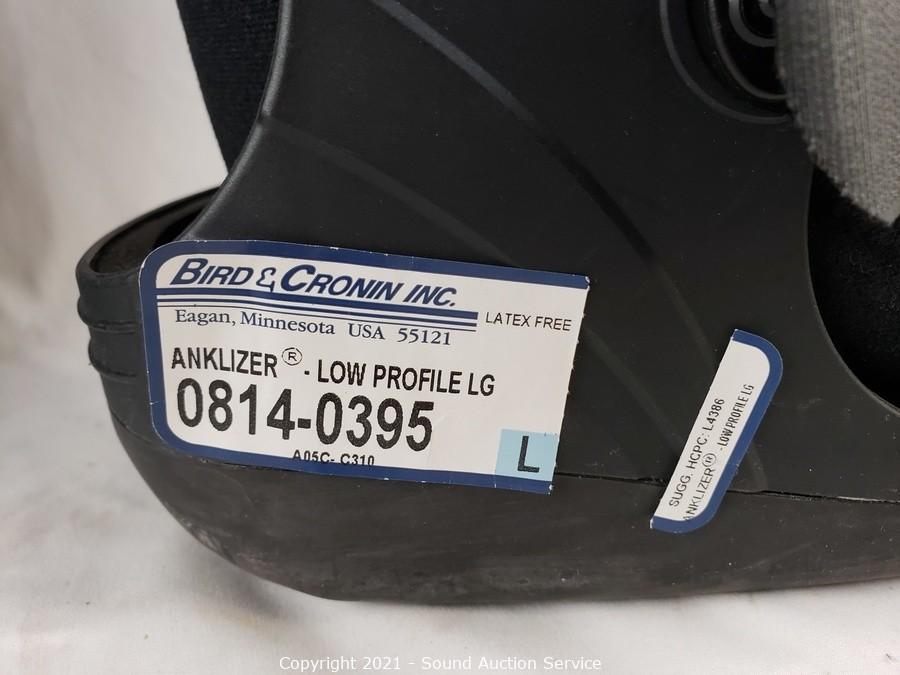 BIRD & CRONIN INC.
Eagan, Minnesota USA 55121
LATEX FREE
ANKLIZER® - LOW PROFILE LG
0814-0395
A05C- C310
L
SUGG. HCPC: L4386
ANKLIZER® - LOW PROFILE LG
Copyright 2021 - Sound Auction Service